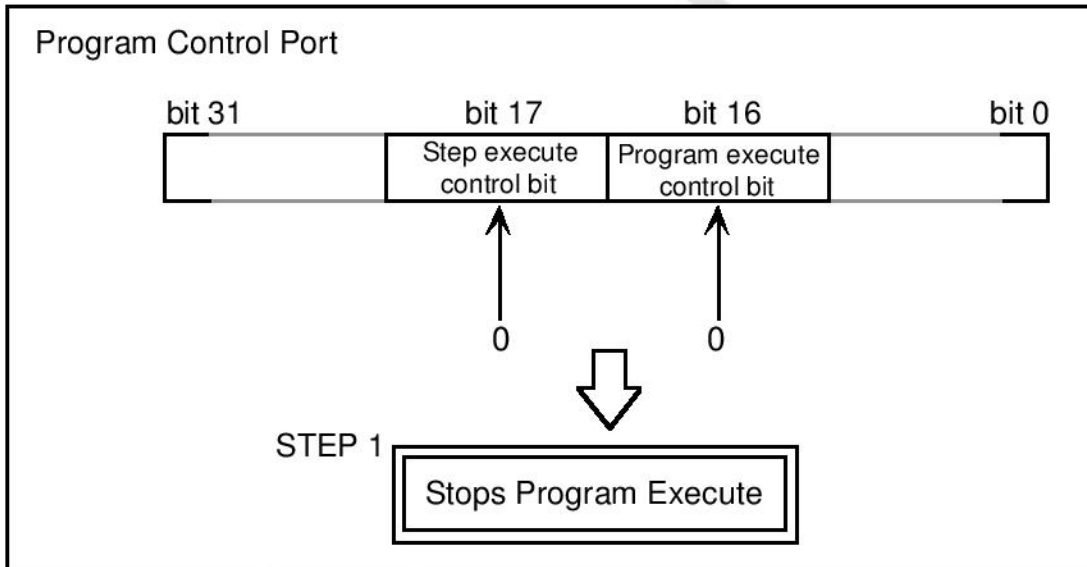 Program Control Port
bit 31 bit 17 bit 16 bit 0
Step execute Program execute
control bit control bit
0 0
STEP 1
Stops Program Execute